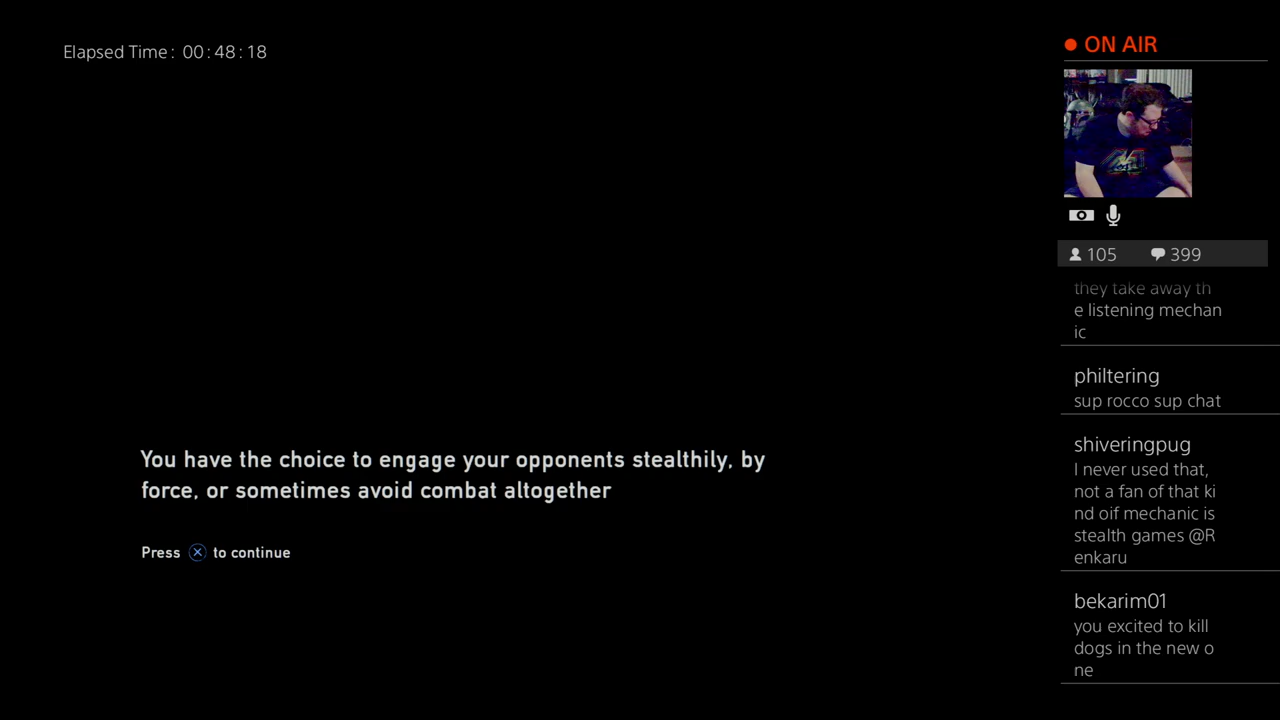 Elapsed Time: 00:48:18
ON AIR
105 399
they take away th
e listening mechan
ic
philtering
sup rocco sup chat
shiveringpug
I never used that,
not a fan of that ki
nd oif mechanic is
stealth games @R
enkaru
bekarim01
you excited to kill
dogs in the new o
ne
You have the choice to engage your opponents stealthily, by
force, or sometimes avoid combat altogether
Press X to continue